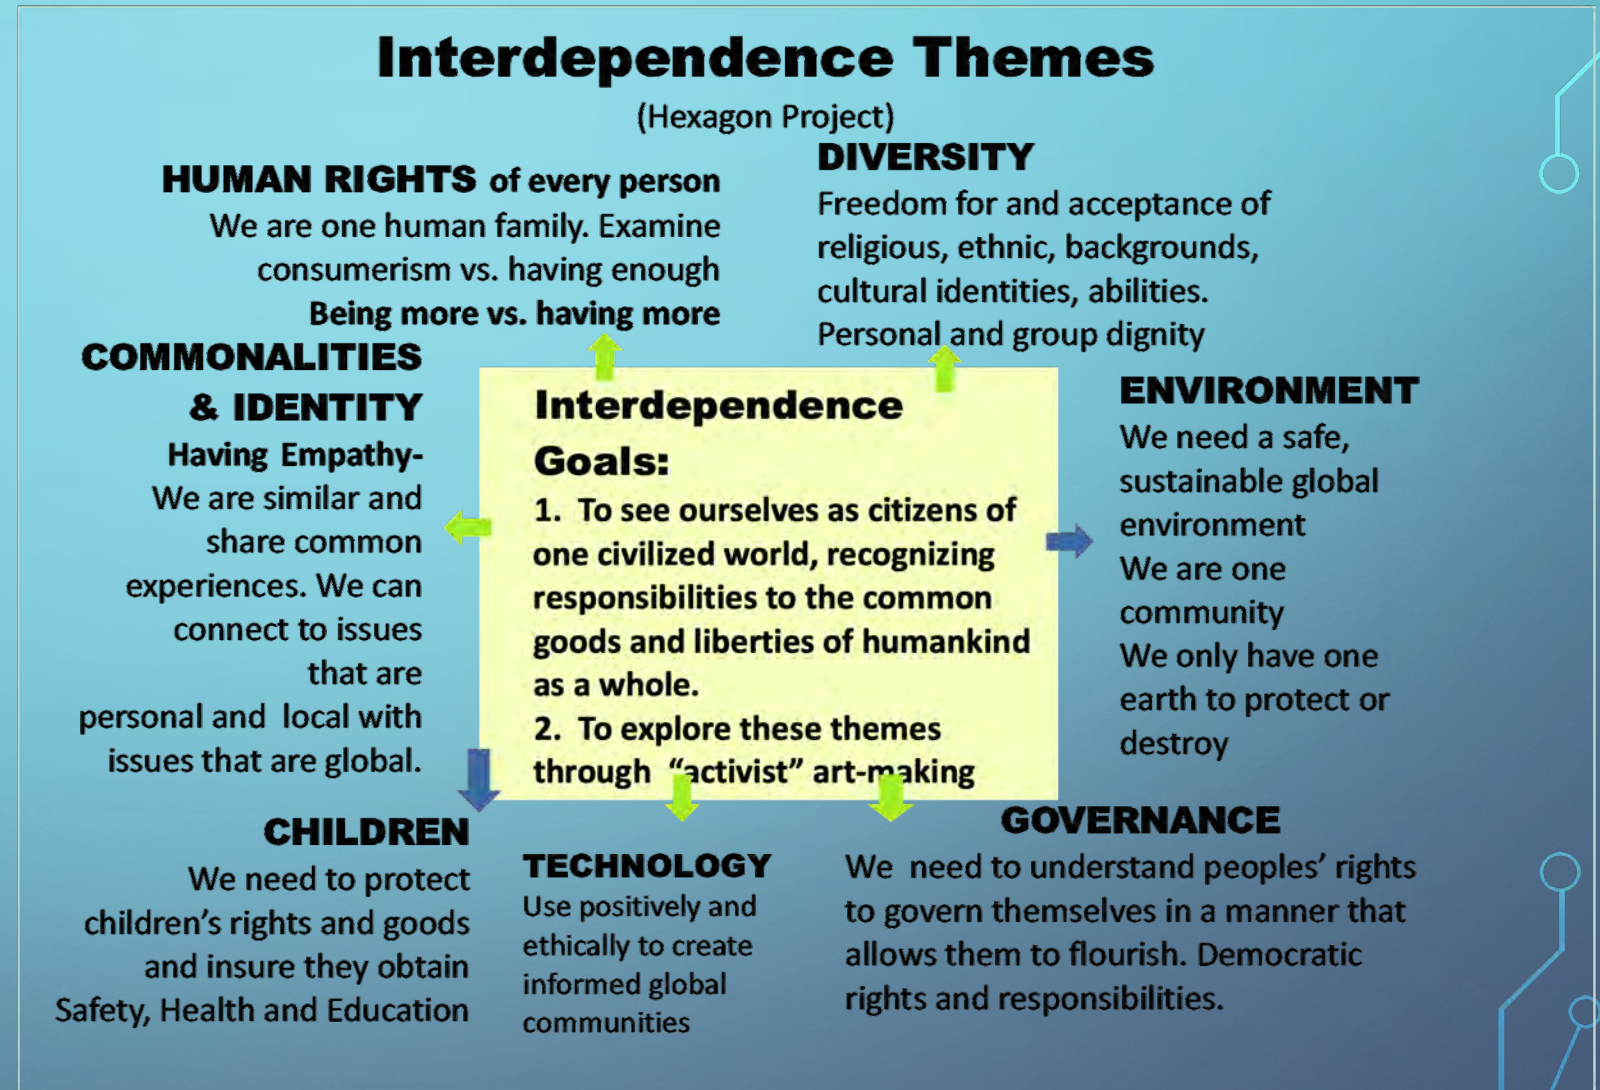 Interdependence Themes
(Hexagon Project)
HUMAN RIGHTS of every person
We are one human family. Examine
consumerism vs. having enough
Being more vs. having more
DIVERSITY
Freedom for and acceptance of
religious, ethnic, backgrounds,
cultural identities, abilities.
Personal and group dignity
COMMONALITIES
& IDENTITY
Having Empathy-
We are similar and
share common
experiences. We can
connect to issues
that are
personal and local with
issues that are global.
Interdependence
Goals:
1. To see ourselves as citizens of
one civilized world, recognizing
responsibilities to the common
goods and liberties of humankind
as a whole.
2. To explore these themes
through “activist” art-making
ENVIRONMENT
We need a safe,
sustainable global
environment
We are one
community
We only have one
earth to protect or
destroy
CHILDREN
We need to protect
children’s rights and goods
and insure they obtain
Safety, Health and Education
TECHNOLOGY
Use positively and
ethically to create
informed global
communities
GOVERNANCE
We need to understand peoples’ rights
to govern themselves in a manner that
allows them to flourish. Democratic
rights and responsibilities.